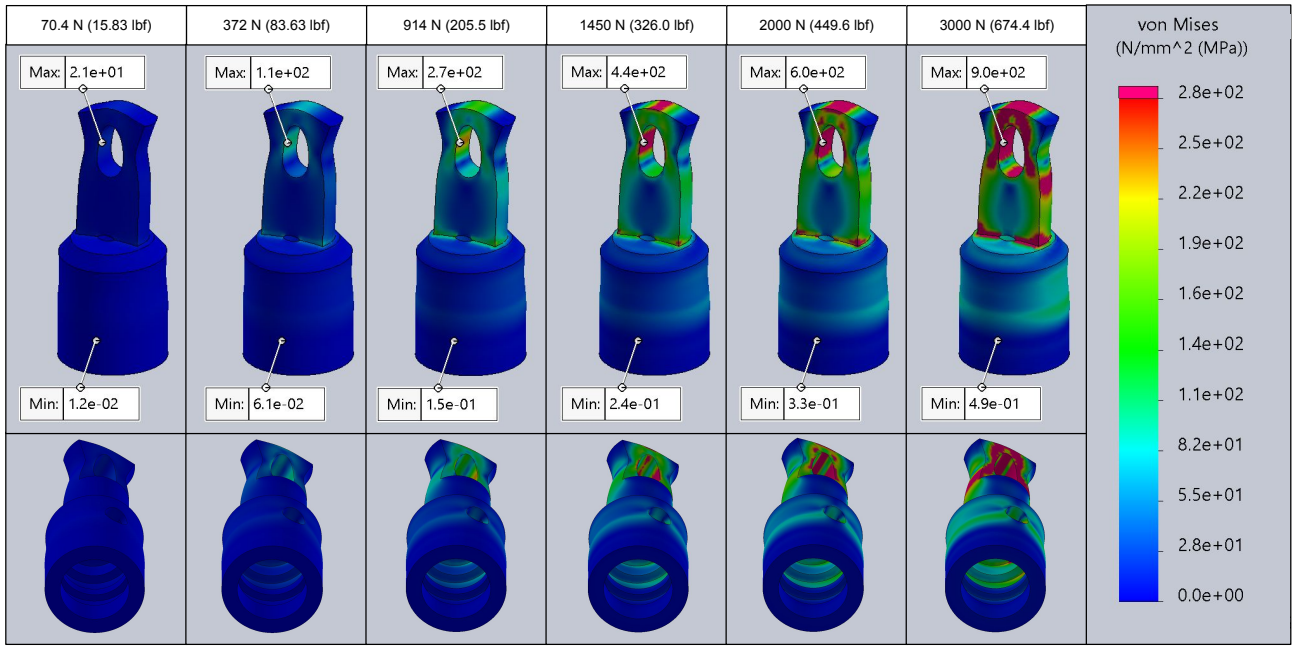 70.4 N (15.83 lbf)
372 N (83.63 lbf)
914 N (205.5 lbf)
1450 N (326.0 lbf)
2000 N (449.6 lbf)
3000 N (674.4 lbf)
von Mises
(N/mm^2 (MPa))
Max: 2.1e+01
Max: 1.1e+02
Max: 2.7e+02
Max: 4.4e+02
Max: 6.0e+02
Max: 9.0e+02
2.8e+02
2.5e+02
2.2e+02
1.9e+02
1.6e+02
1.4e+02
1.1e+02
8.2e+01
5.5e+01
2.8e+01
0.0e+00
Min: 1.2e-02
Min: 6.1e-02
Min: 1.5e-01
Min: 2.4e-01
Min: 3.3e-01
Min: 4.9e-01